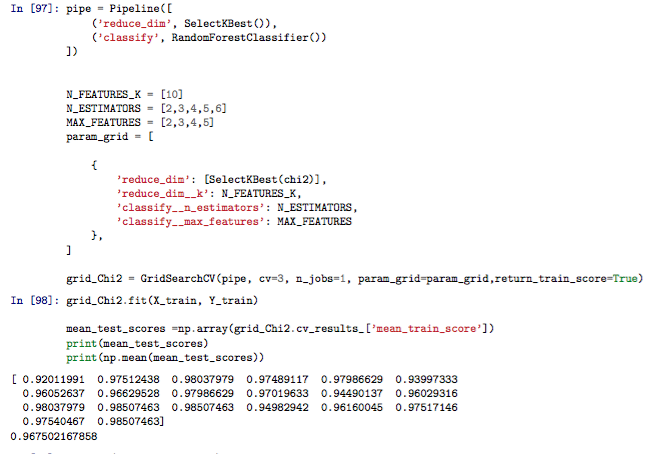 In [97]: pipe = Pipeline([
('reduce_dim', SelectKBest()),
('classify', RandomForestClassifier())
])
N_FEATURES_K = [10]
N_ESTIMATORS = [2,3,4,5,6]
MAX_FEATURES = [2,3,4,5]
param_grid = [
{
'reduce_dim': [SelectKBest(chi2)],
'reduce_dim__k': N_FEATURES_K,
'classify__n_estimators': N_ESTIMATORS,
'classify__max_features': MAX_FEATURES
},
]
grid_Chi2 = GridSearchCV(pipe, cv=3, n_jobs=1, param_grid=param_grid,return_train_score=True)
In [98]: grid_Chi2.fit(X_train, Y_train)
mean_test_scores =np.array(grid_Chi2.cv_results_['mean_train_score'])
print(mean_test_scores)
print(np.mean(mean_test_scores))
[ 0.92011991 0.97512438 0.98037979 0.97489117 0.97986629 0.93997333
0.96052637 0.96629528 0.97986629 0.97019633 0.94490137 0.96029316
0.98037979 0.98507463 0.98507463 0.94982942 0.96160045 0.97517146
0.97540467 0.98507463]
0.967502167858